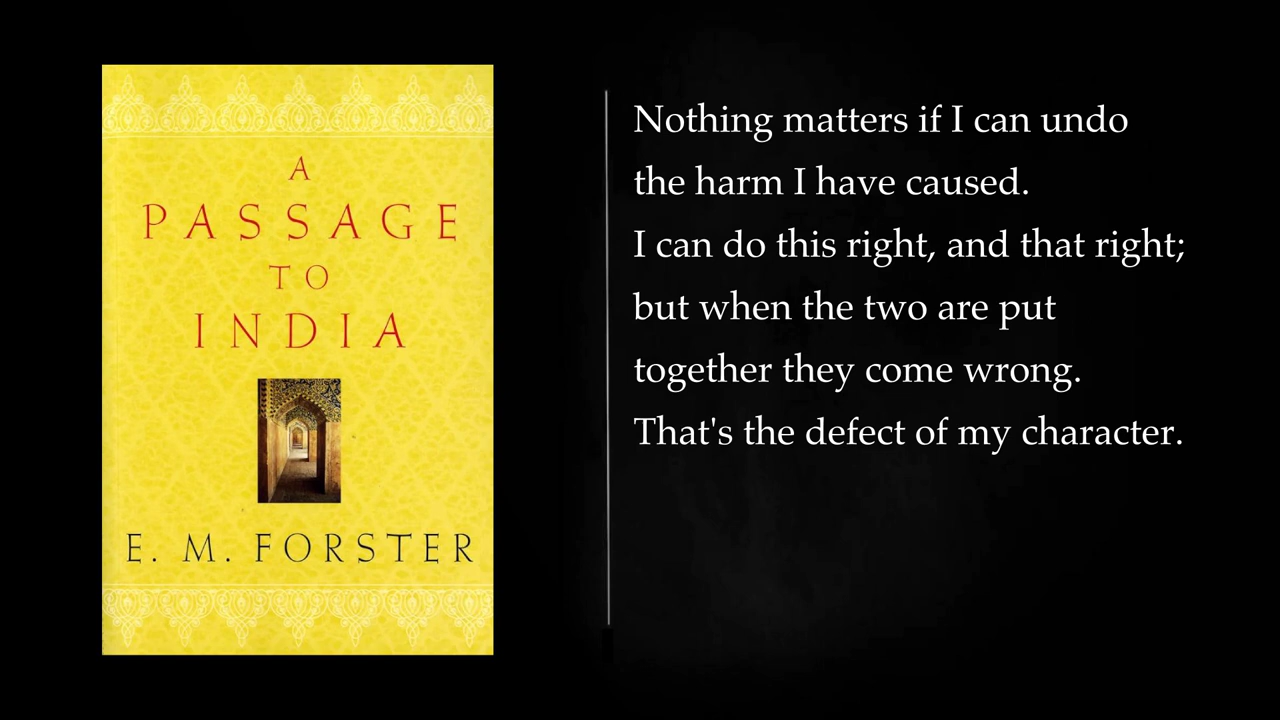 A
PASSAGE
TO
INDIA
E. M. FORSTER
Nothing matters if I can undo
the harm I have caused.
I can do this right, and that right;
but when the two are put
together they come wrong.
That's the defect of my character.